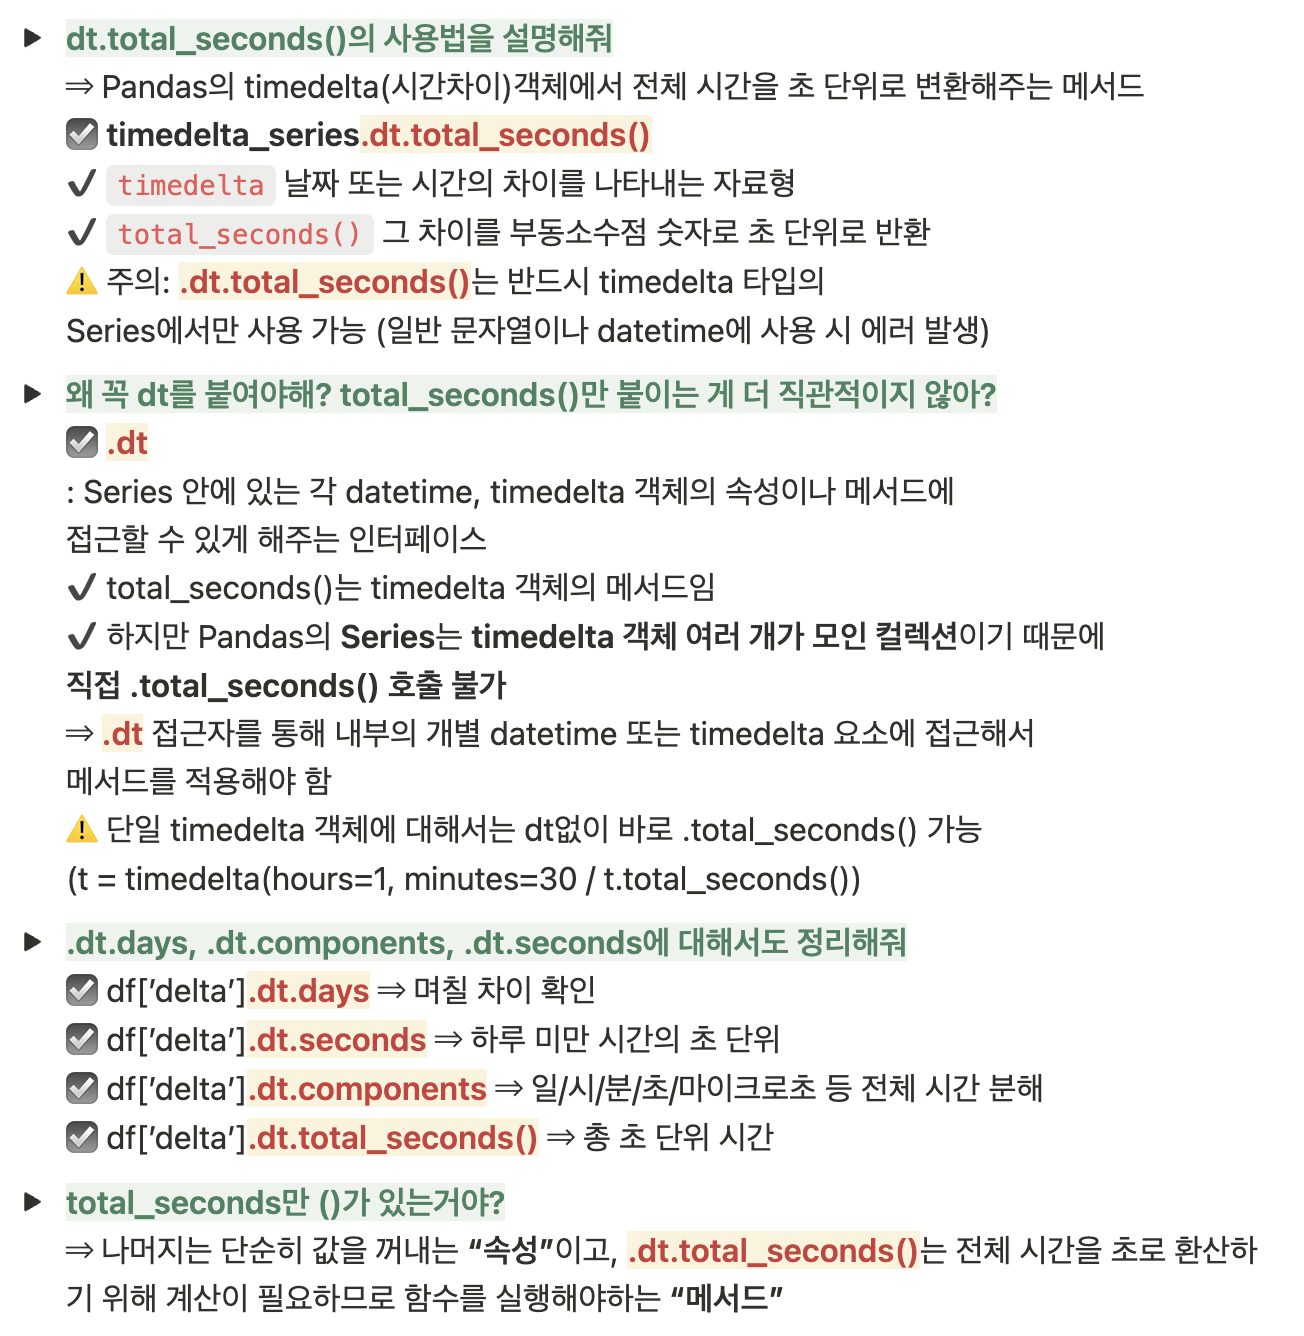 dt.total_seconds()의 사용법을 설명해줘
⇒ Pandas의 timedelta(시간차이)객체에서 전체 시간을 초 단위로 변환해주는 메서드
☑ timedelta_series.dt.total_seconds()
✔ timedelta 날짜 또는 시간의 차이를 나타내는 자료형
✔ total_seconds() 그 차이를 부동소수점 숫자로 초 단위로 반환
⚠ 주의: .dt.total_seconds()는 반드시 timedelta 타입의
Series에서만 사용 가능 (일반 문자열이나 datetime에 사용 시 에러 발생)
왜 꼭 dt를 붙여야해? total_seconds()만 붙이는 게 더 직관적이지 않아?
☑ .dt
: Series 안에 있는 각 datetime, timedelta 객체의 속성이나 메서드에
접근할 수 있게 해주는 인터페이스
✔ total_seconds()는 timedelta 객체의 메서드임
✔ 하지만 Pandas의 Series는 timedelta 객체 여러 개가 모인 컬렉션이기 때문에
직접 .total_seconds() 호출 불가
⇒ .dt 접근자를 통해 내부의 개별 datetime 또는 timedelta 요소에 접근해서
메서드를 적용해야 함
⚠ 단일 timedelta 객체에 대해서는 dt없이 바로 .total_seconds() 가능
(t = timedelta(hours=1, minutes=30 / t.total_seconds())
.dt.days, .dt.components, .dt.seconds에 대해서도 정리해줘
☑ df[’delta’].dt.days ⇒ 며칠 차이 확인
☑ df[’delta’].dt.seconds ⇒ 하루 미만 시간의 초 단위
☑ df[’delta’].dt.components ⇒ 일/시/분/초/마이크로초 등 전체 시간 분해
☑ df[’delta’].dt.total_seconds() ⇒ 총 초 단위 시간
total_seconds만 ()가 있는거야?
⇒ 나머지는 단순히 값을 꺼내는 “속성”이고, .dt.total_seconds()는 전체 시간을 초로 환산하
기 위해 계산이 필요하므로 함수를 실행해야하는 “메서드”